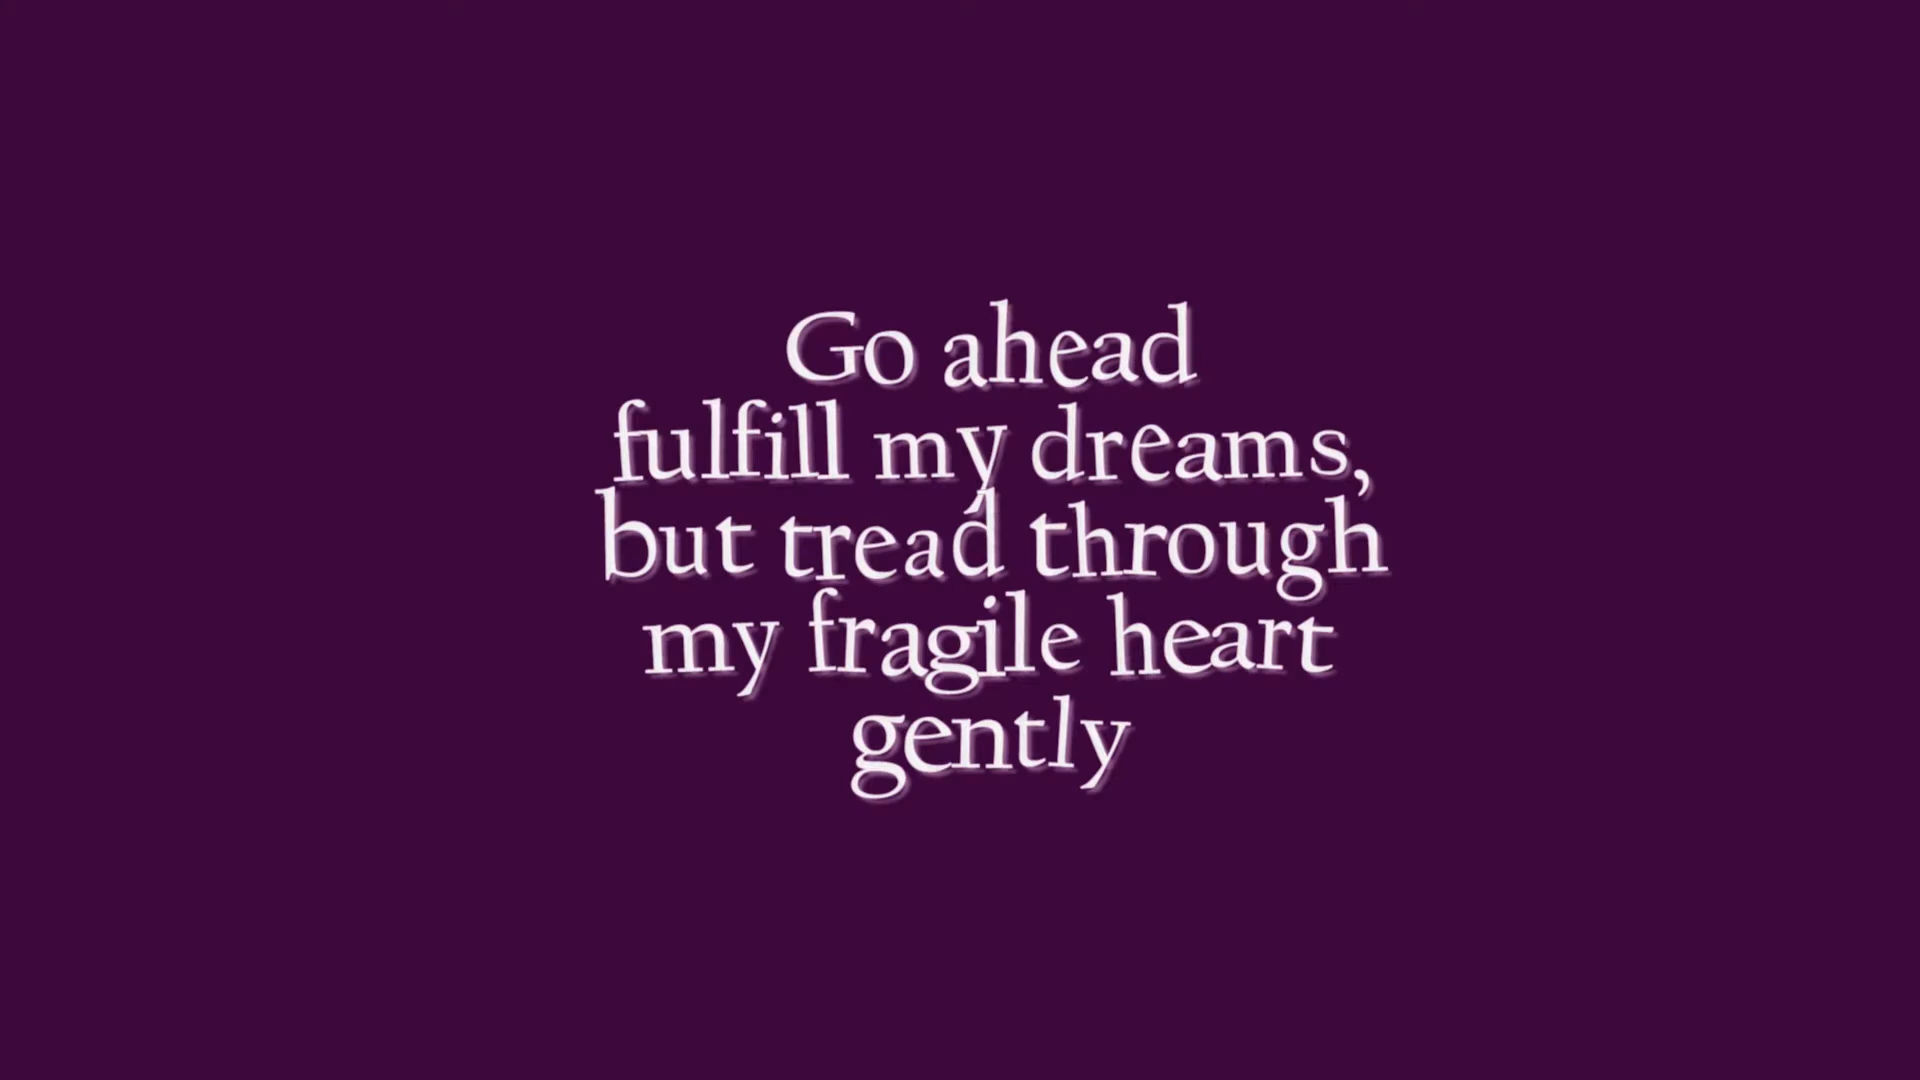 Go ahead
fulfill my dreams,
but tread through
my fragile heart
gently